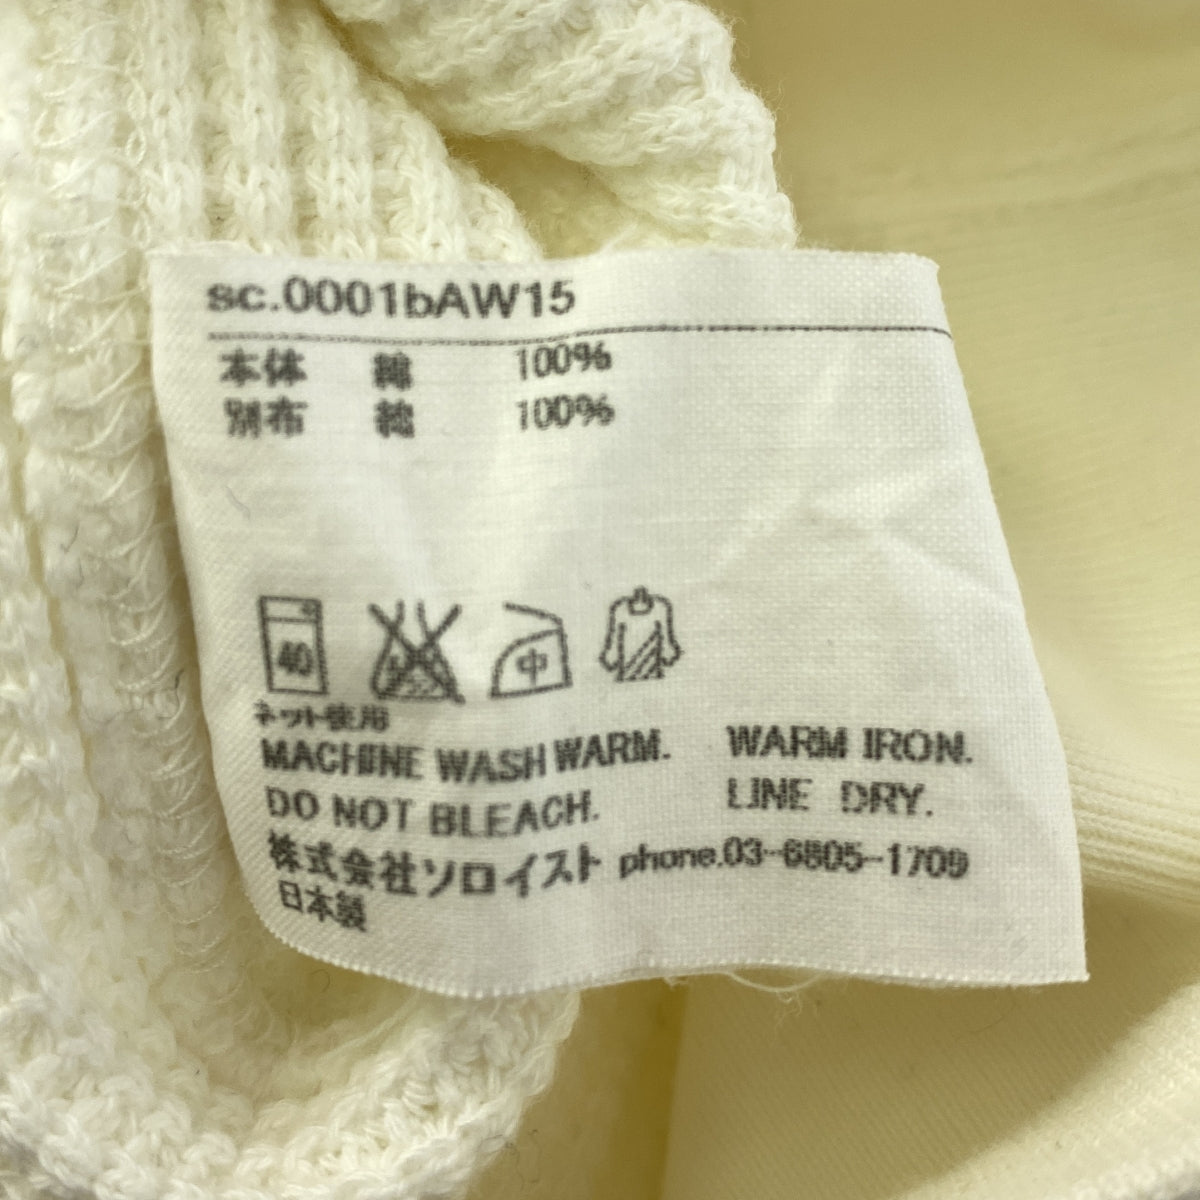 sc.0001bAW15
本体 綿 100%
別布 綿 100%
40 中
ネット使用
MACHINE WASH WARM. WARM IRON.
DO NOT BLEACH. LINE DRY.
株式会社ソロイスト phone.03-6805-1709
日本製